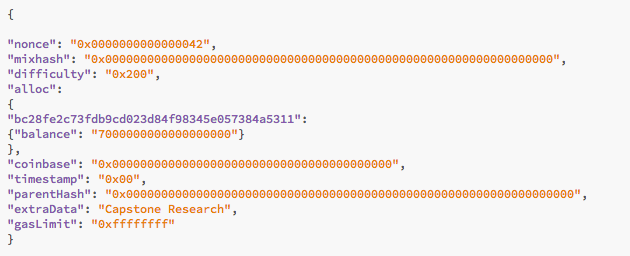 {
"nonce": "0x0000000000000042",
"mixhash": "0x0000000000000000000000000000000000000000000000000000000000000000",
"difficulty": "0x200",
"alloc":
{
"bc28fe2c73fdb9cd023d84f98345e057384a5311":
{"balance": "7000000000000000000"}
},
"coinbase": "0x0000000000000000000000000000000000000000",
"timestamp": "0x00",
"parentHash": "0x0000000000000000000000000000000000000000000000000000000000000000",
"extraData": "Capstone Research",
"gasLimit": "0xffffffff"
}